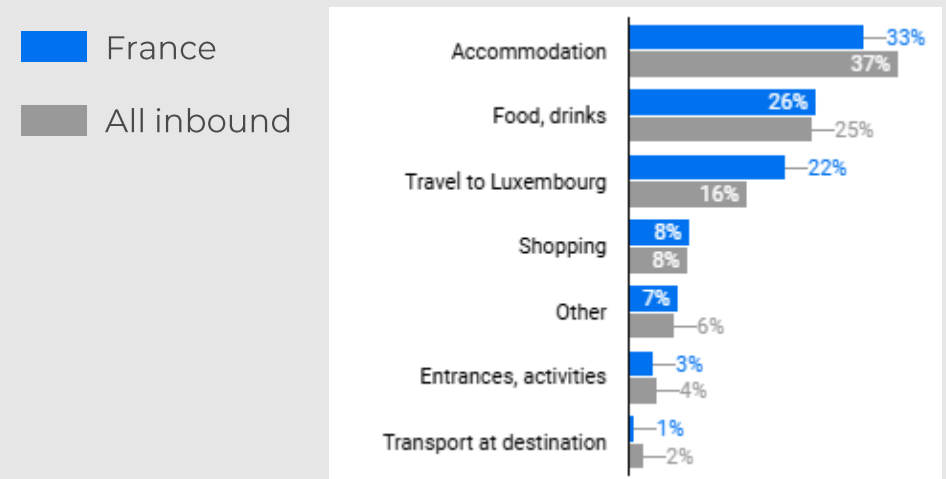 France
All inbound
Accommodation
33%
37%
Food, drinks
26%
25%
Travel to Luxembourg
22%
16%
Shopping
8%
8%
Other
7%
6%
Entrances, activities
3%
4%
Transport at destination
1%
2%